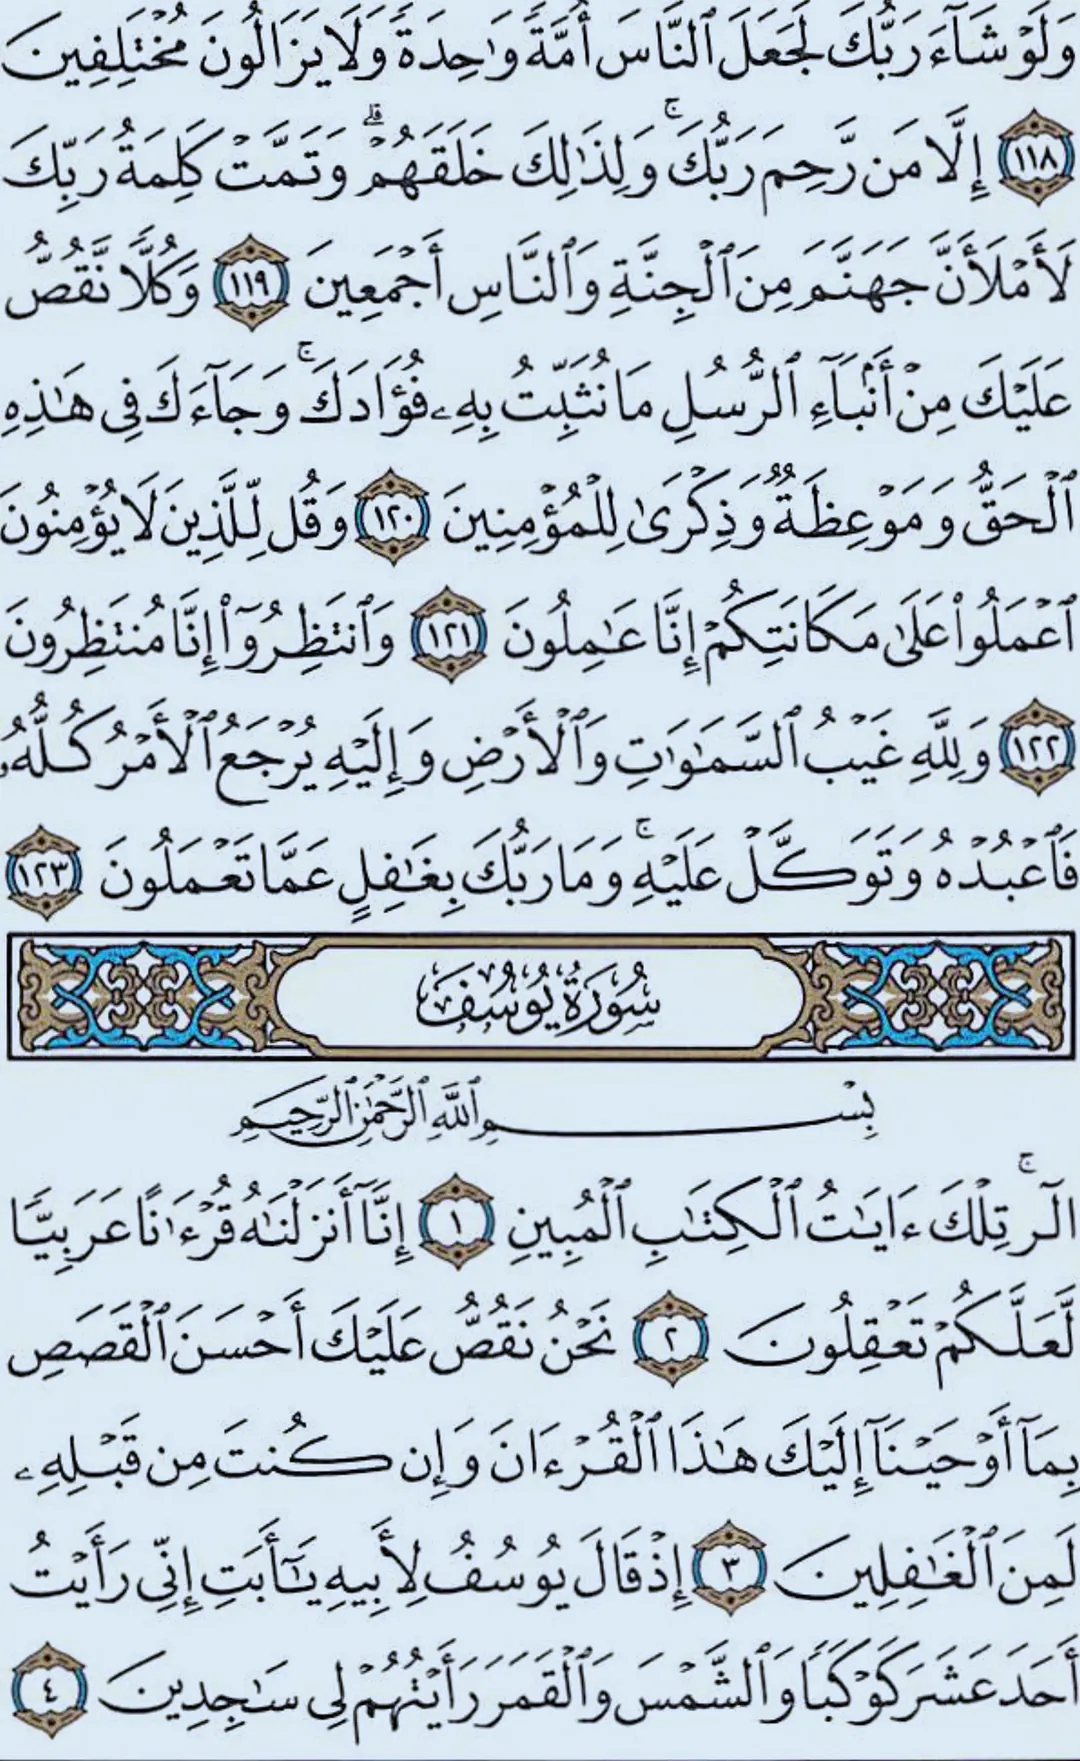 وَلَوْ شَآءَ رَبُّكَ لَجَعَلَ ٱلنَّاسَ أُمَّةً وَٰحِدَةً وَلَا يَزَالُونَ مُخْتَلِفِينَ
١١٨ إِلَّا مَن رَّحِمَ رَبُّكَ ۚ وَلِذَٰلِكَ خَلَقَهُمْ ۗ وَتَمَّتْ كَلِمَةُ رَبِّكَ
لَأَمْلَأَنَّ جَهَنَّمَ مِنَ ٱلْجِنَّةِ وَٱلنَّاسِ أَجْمَعِينَ ١١٩ وَكُلًّا نَّقُصُّ
عَلَيْكَ مِنْ أَنۢبَآءِ ٱلرُّسُلِ مَا نُثَبِّتُ بِهِۦ فُؤَادَكَ ۚ وَجَآءَكَ فِى هَٰذِهِ
ٱلْحَقُّ وَمَوْعِظَةٌ وَذِكْرَىٰ لِلْمُؤْمِنِينَ ١٢٠ وَقُل لِّلَّذِينَ لَا يُؤْمِنُونَ
ٱعْمَلُوا۟ عَلَىٰ مَكَانَتِكُمْ إِنَّا عَٰمِلُونَ ١٢١ وَٱنتَظِرُوٓا۟ إِنَّا مُنتَظِرُونَ
١٢٢ وَلِلَّهِ غَيْبُ ٱلسَّمَٰوَٰتِ وَٱلْأَرْضِ وَإِلَيْهِ يُرْجَعُ ٱلْأَمْرُ كُلُّهُۥ
فَٱعْبُدْهُ وَتَوَكَّلْ عَلَيْهِ ۚ وَمَا رَبُّكَ بِغَٰفِلٍ عَمَّا تَعْمَلُونَ ١٢٣
سُورَةُ يُوسُفَ
بِسْمِ ٱللَّهِ ٱلرَّحْمَٰنِ ٱلرَّحِيمِ
الٓر ۚ تِلْكَ ءَايَٰتُ ٱلْكِتَٰبِ ٱلْمُبِينِ ١ إِنَّآ أَنزَلْنَٰهُ قُرْءَٰنًا عَرَبِيًّا
لَّعَلَّكُمْ تَعْقِلُونَ ٢ نَحْنُ نَقُصُّ عَلَيْكَ أَحْسَنَ ٱلْقَصَصِ
بِمَآ أَوْحَيْنَآ إِلَيْكَ هَٰذَا ٱلْقُرْءَانَ وَإِن كُنتَ مِن قَبْلِهِۦ
لَمِنَ ٱلْغَٰفِلِينَ ٣ إِذْ قَالَ يُوسُفُ لِأَبِيهِ يَٰٓأَبَتِ إِنِّى رَأَيْتُ
أَحَدَ عَشَرَ كَوْكَبًا وَٱلشَّمْسَ وَٱلْقَمَرَ رَأَيْتُهُمْ لِى سَٰجِدِينَ ٤